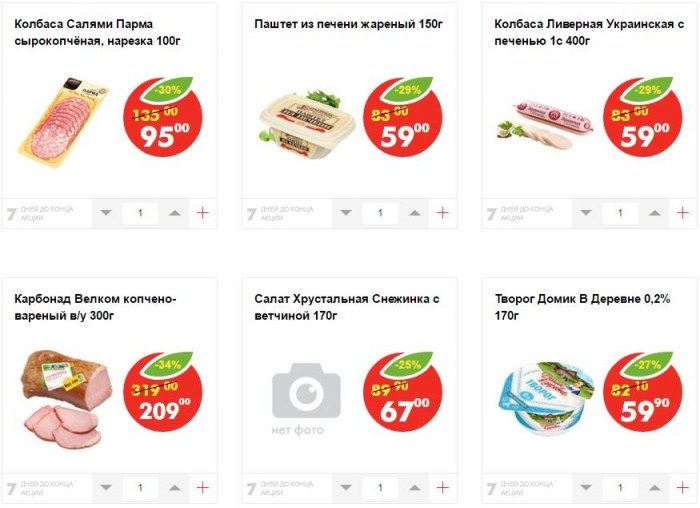 Колбаса Салями Парма
сырокопчёная, нарезка 100г
-30%
135 00
95 00
7 ДНЕЙ ДО КОНЦА
АКЦИИ
1
Паштет из печени жареный 150г
-29%
83 00
59 00
7 ДНЕЙ ДО КОНЦА
АКЦИИ
1
Колбаса Ливерная Украинская с
печенью 1с 400г
-29%
83 00
59 00
7 ДНЕЙ ДО КОНЦА
АКЦИИ
1
Карбонад Велком копчено-
вареный в/у 300г
-34%
319 00
209 00
7 ДНЕЙ ДО КОНЦА
АКЦИИ
1
Салат Хрустальная Снежинка с
ветчиной 170г
нет фото
-25%
89 90
67 00
7 ДНЕЙ ДО КОНЦА
АКЦИИ
1
Творог Домик В Деревне 0,2%
170г
ТВОРОГ
-27%
82 10
59 90
7 ДНЕЙ ДО КОНЦА
АКЦИИ
1